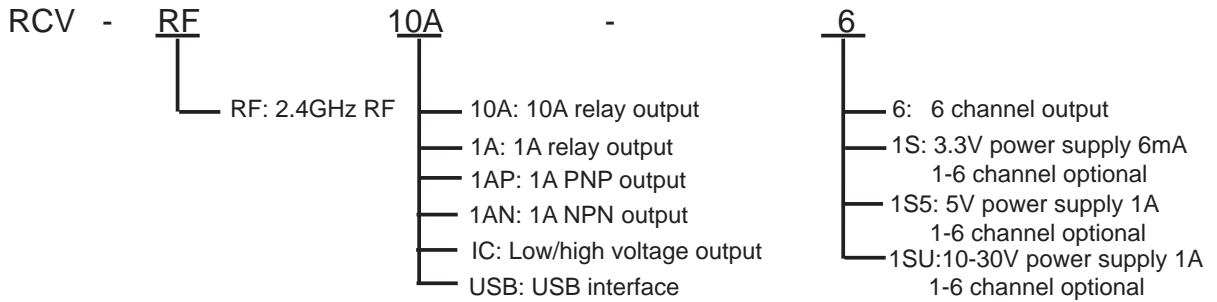 RCV - RF 10A - 6
RF: 2.4GHz RF
10A: 10A relay output
1A: 1A relay output
1AP: 1A PNP output
1AN: 1A NPN output
IC: Low/high voltage output
USB: USB interface
6: 6 channel output
1S: 3.3V power supply 6mA
1-6 channel optional
1S5: 5V power supply 1A
1-6 channel optional
1SU:10-30V power supply 1A
1-6 channel optional